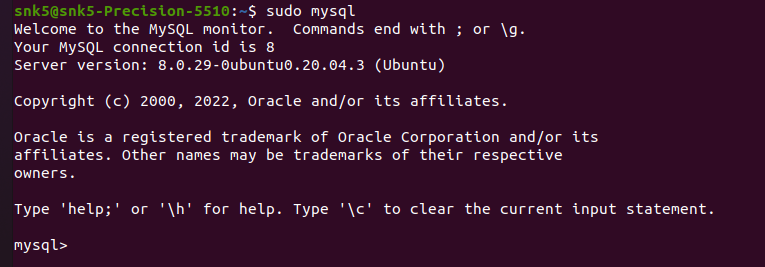 snk5@snk5-Precision-5510:~$ sudo mysql
Welcome to the MySQL monitor.  Commands end with ; or \g.
Your MySQL connection id is 8
Server version: 8.0.29-0ubuntu0.20.04.3 (Ubuntu)
Copyright (c) 2000, 2022, Oracle and/or its affiliates.
Oracle is a registered trademark of Oracle Corporation and/or its
affiliates. Other names may be trademarks of their respective
owners.
Type 'help;' or '\h' for help. Type '\c' to clear the current input statement.
mysql>